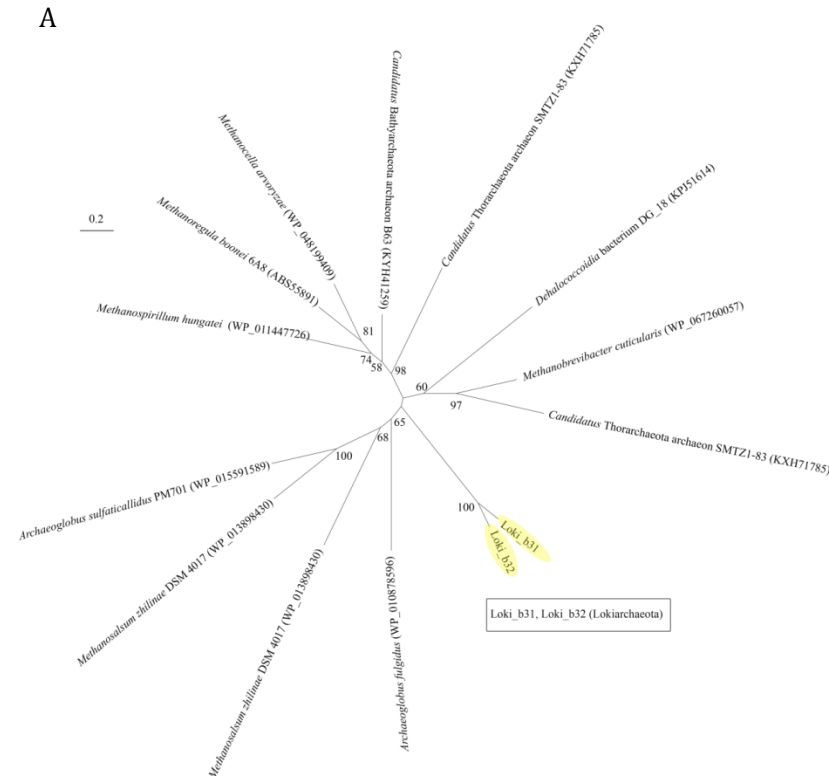 A
Candidatus Bathyarchaeota archaeon B63 (KYH41259)
Candidatus Thorarchaeota archaeon SMTZ1-83 (KXH71785)
Methanocella arvoryzae (WP_048199409)
Methanoregula boonei 6A8 (ABS55891)
Dehalococcoidia bacterium DG_18 (KPJ51614)
0.2
Methanospirillum hungatei (WP_011447726)
Methanobrevibacter cuticularis (WP_067260057)
81
74
58
98
60
97
Candidatus Thorarchaeota archaeon SMTZ1-83 (KXH71785)
65
68
100
Archaeoglobus sulfaticallidus PM701 (WP_015591589)
Methanosalsum zhilinae DSM 4017 (WP_013898430)
Methanosalsum zhilinae DSM 4017 (WP_013898430)
Archaeoglobus fulgidus (WP_010878596)
100
Loki_b31
Loki_b32
Loki_b31, Loki_b32 (Lokiarchaeota)